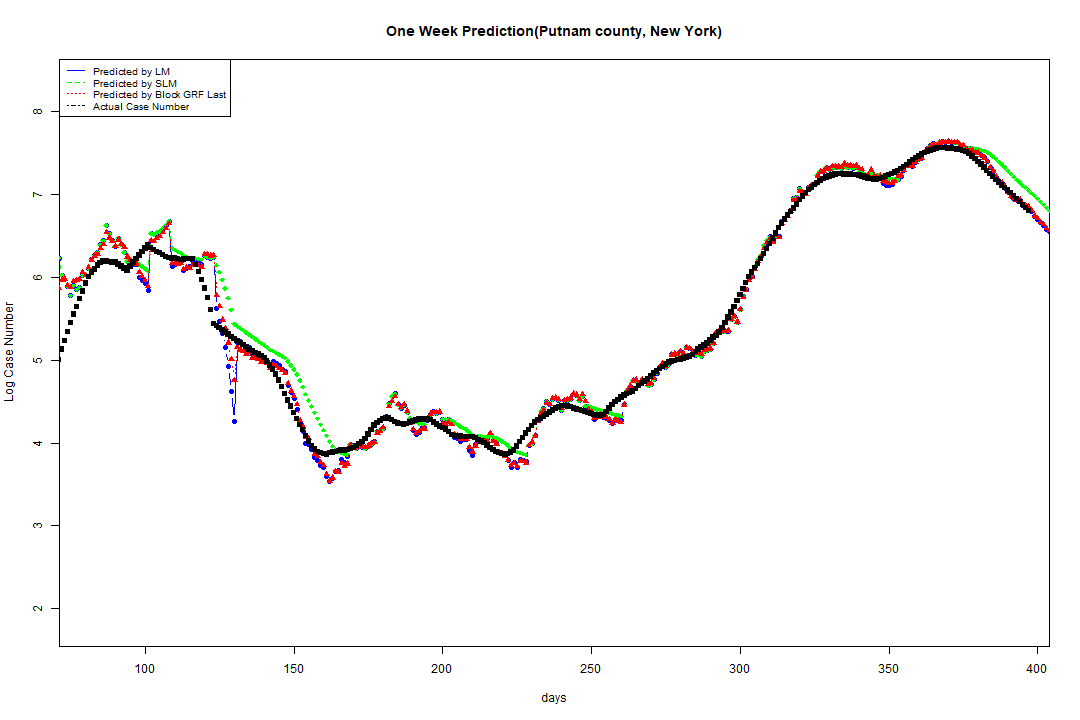 One Week Prediction(Putnam county, New York)
Predicted by LM
Predicted by SLM
Predicted by Block GRF Last
Actual Case Number
8
7
6
5
4
3
2
Log Case Number
100 150 200 250 300 350 400
days